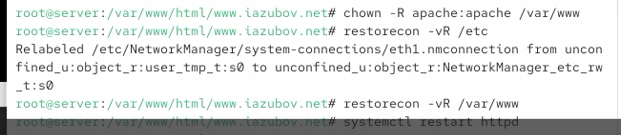 root@server:/var/www/html/www.iazubov.net# chown -R apache:apache /var/www
root@server:/var/www/html/www.iazubov.net# restorecon -vR /etc
Relabeled /etc/NetworkManager/system-connections/eth1.nmconnection from uncon
fined_u:object_r:user_tmp_t:s0 to unconfined_u:object_r:NetworkManager_etc_rw
_t:s0
root@server:/var/www/html/www.iazubov.net# restorecon -vR /var/www
root@server:/var/www/html/www.iazubov.net# systemctl restart httpd